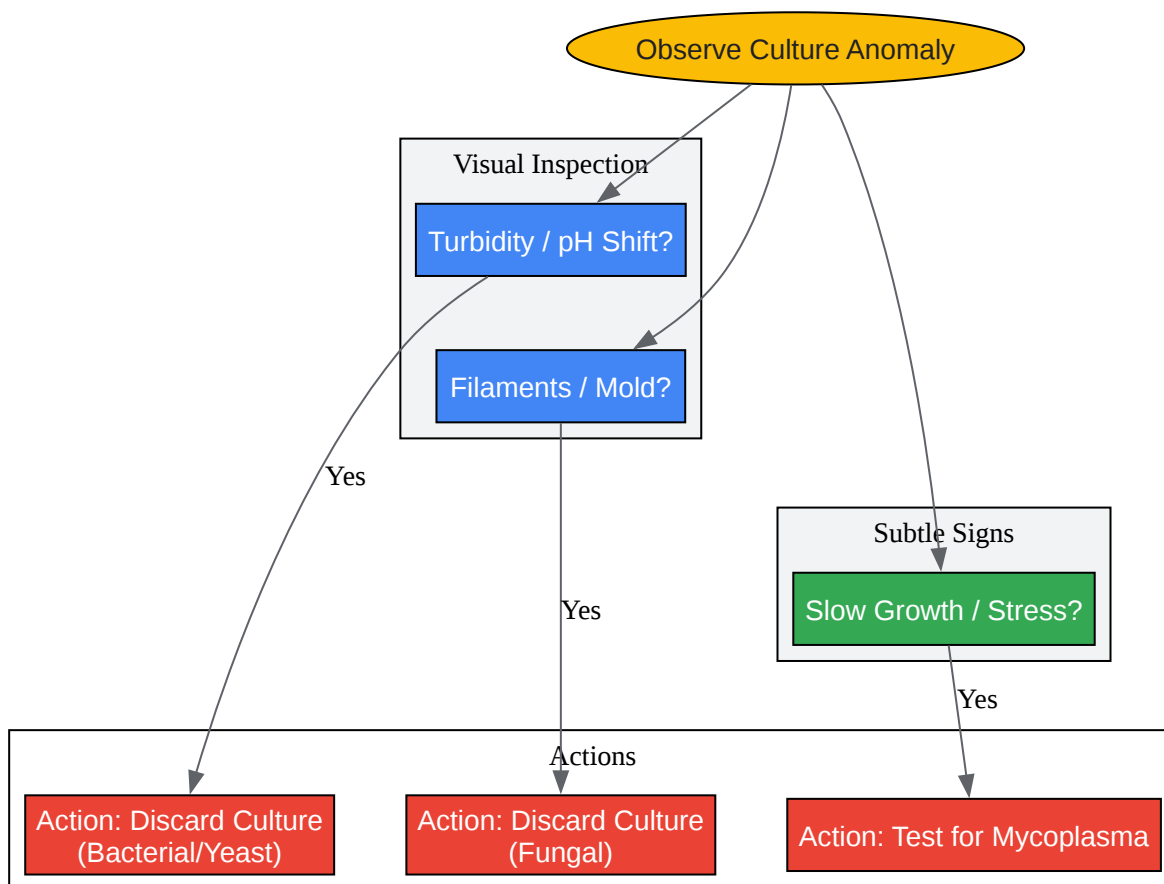 Observe Culture Anomaly
Visual Inspection
Turbidity / pH Shift?
Filaments / Mold?
Yes
Subtle Signs
Slow Growth / Stress?
Yes
Yes
Actions
Action: Discard Culture
(Bacterial/Yeast)
Action: Discard Culture
(Fungal)
Action: Test for Mycoplasma